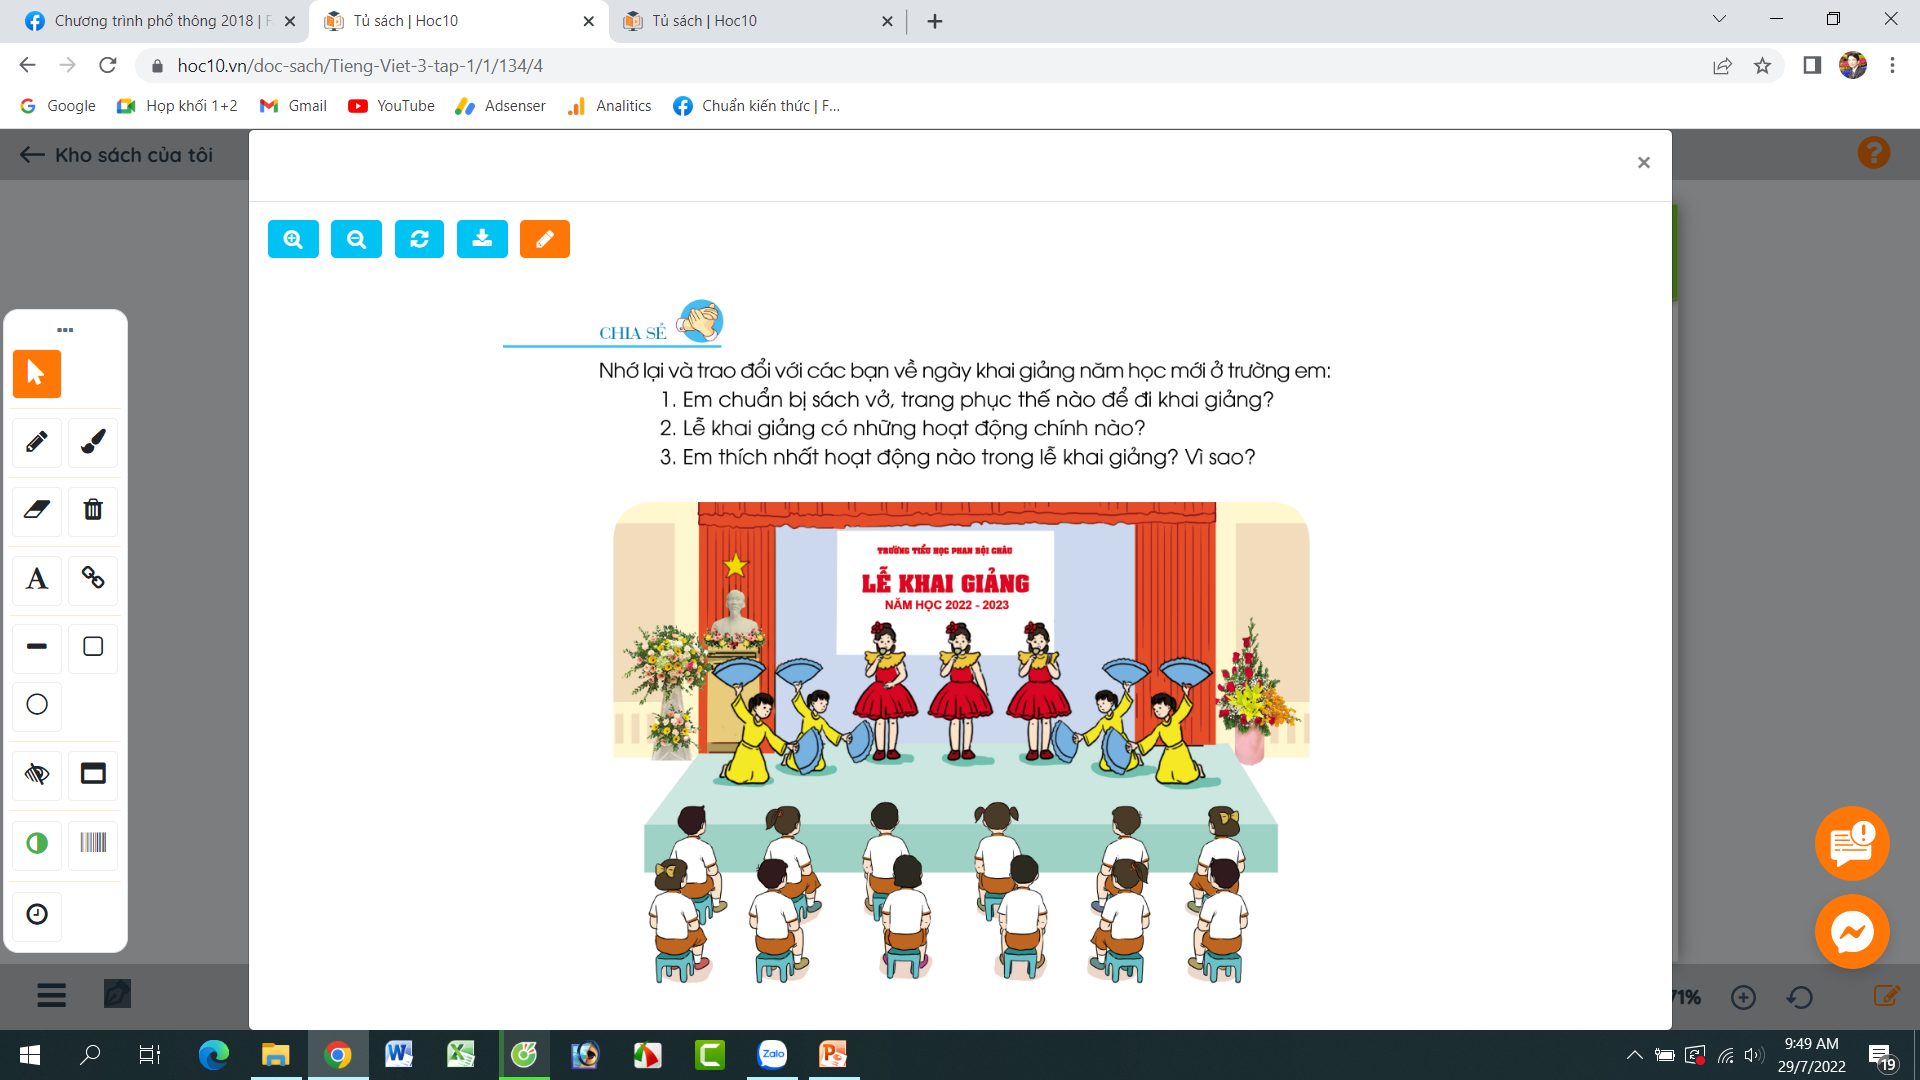 Chương trình phổ thông 2018 | F
Tủ sách | Hoc10
Tủ sách | Hoc10
hoc10.vn/doc-sach/Tieng-Viet-3-tap-1/1/134/4
Google
Họp khối 1+2
Gmail
YouTube
Adsenser
Analitics
Chuẩn kiến thức | F...
Kho sách của tôi
CHIA SẺ
Nhớ lại và trao đổi với các bạn về ngày khai giảng năm học mới ở trường em:
1. Em chuẩn bị sách vở, trang phục thế nào để đi khai giảng?
2. Lễ khai giảng có những hoạt động chính nào?
3. Em thích nhất hoạt động nào trong lễ khai giảng? Vì sao?
TRƯỜNG TIỂU HỌC PHAN BỘI CHÂU
LỄ KHAI GIẢNG
NĂM HỌC 2022 - 2023
71%
Zalo
9:49 AM
29/7/2022
19